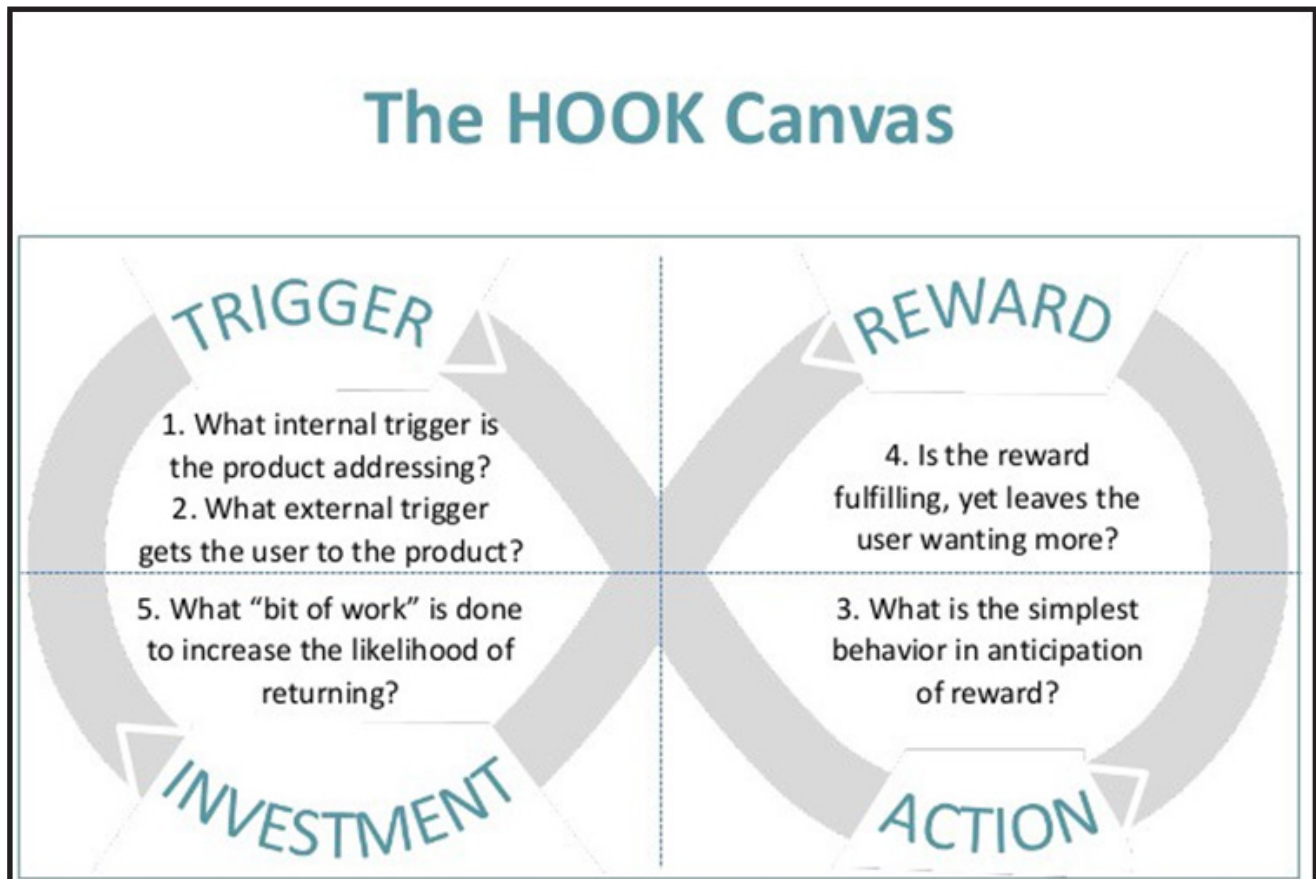 The HOOK Canvas
TRIGGER
1. What internal trigger is
the product addressing?
2. What external trigger
gets the user to the product?
REWARD
4. Is the reward
fulfilling, yet leaves the
user wanting more?
5. What “bit of work” is done
to increase the likelihood of
returning?
INVESTMENT
3. What is the simplest
behavior in anticipation
of reward?
ACTION